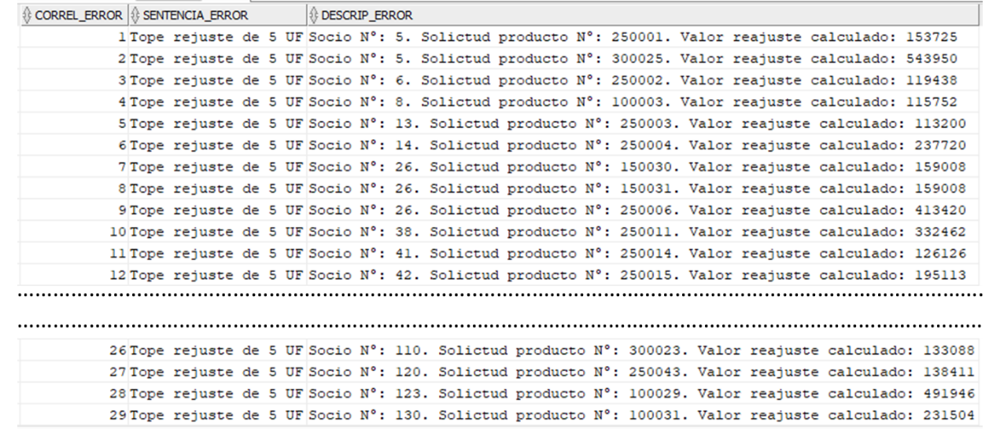 CORREL_ERROR SENTENCIA_ERROR DESCRIP_ERROR
1 Tope rejuste de 5 UF Socio N°: 5. Solictud producto N°: 250001. Valor reajuste calculado: 153725
2 Tope rejuste de 5 UF Socio N°: 5. Solictud producto N°: 300025. Valor reajuste calculado: 543950
3 Tope rejuste de 5 UF Socio N°: 6. Solictud producto N°: 250002. Valor reajuste calculado: 119438
4 Tope rejuste de 5 UF Socio N°: 8. Solictud producto N°: 100003. Valor reajuste calculado: 115752
5 Tope rejuste de 5 UF Socio N°: 13. Solictud producto N°: 250003. Valor reajuste calculado: 113200
6 Tope rejuste de 5 UF Socio N°: 14. Solictud producto N°: 250004. Valor reajuste calculado: 237720
7 Tope rejuste de 5 UF Socio N°: 26. Solictud producto N°: 150030. Valor reajuste calculado: 159008
8 Tope rejuste de 5 UF Socio N°: 26. Solictud producto N°: 150031. Valor reajuste calculado: 159008
9 Tope rejuste de 5 UF Socio N°: 26. Solictud producto N°: 250006. Valor reajuste calculado: 413420
10 Tope rejuste de 5 UF Socio N°: 38. Solictud producto N°: 250011. Valor reajuste calculado: 332462
11 Tope rejuste de 5 UF Socio N°: 41. Solictud producto N°: 250014. Valor reajuste calculado: 126126
12 Tope rejuste de 5 UF Socio N°: 42. Solictud producto N°: 250015. Valor reajuste calculado: 195113
26 Tope rejuste de 5 UF Socio N°: 110. Solictud producto N°: 300023. Valor reajuste calculado: 133088
27 Tope rejuste de 5 UF Socio N°: 120. Solictud producto N°: 250043. Valor reajuste calculado: 138411
28 Tope rejuste de 5 UF Socio N°: 123. Solictud producto N°: 100029. Valor reajuste calculado: 491946
29 Tope rejuste de 5 UF Socio N°: 130. Solictud producto N°: 100031. Valor reajuste calculado: 231504